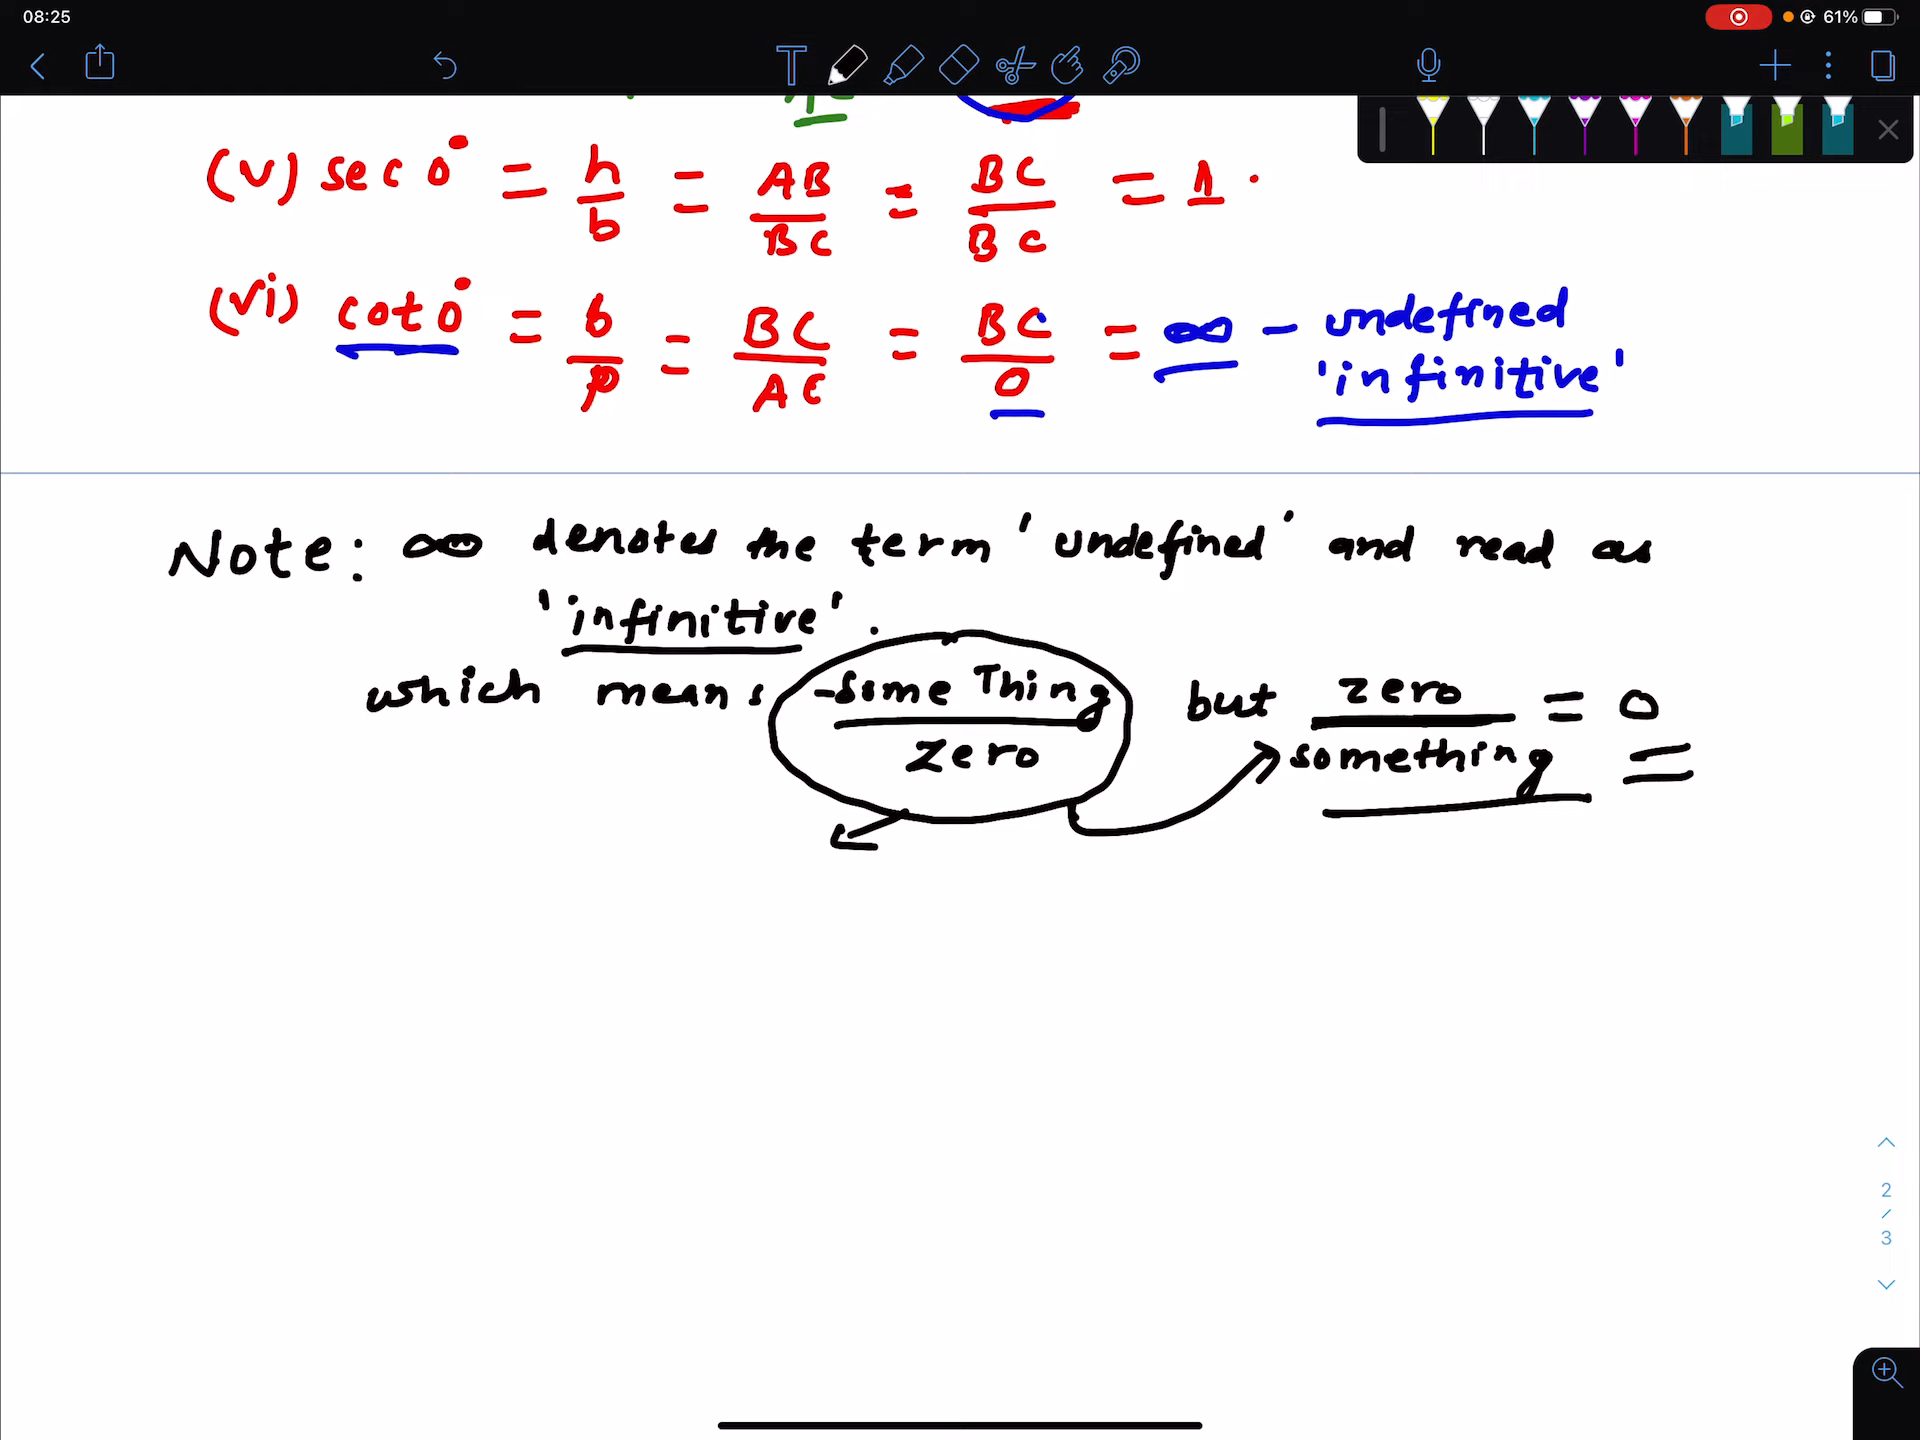 08:25
61%
(v) sec 0° = h/b = AB/BC = BC/BC = 1.
(vi) cot 0° = b/p = BC/AC = BC/0 = ∞ - undefined
'infinitive'
Note: ∞ denotes the term 'undefined' and read as
'infinitive'.
which means some Thing/zero but zero/something = 0
2
/
3